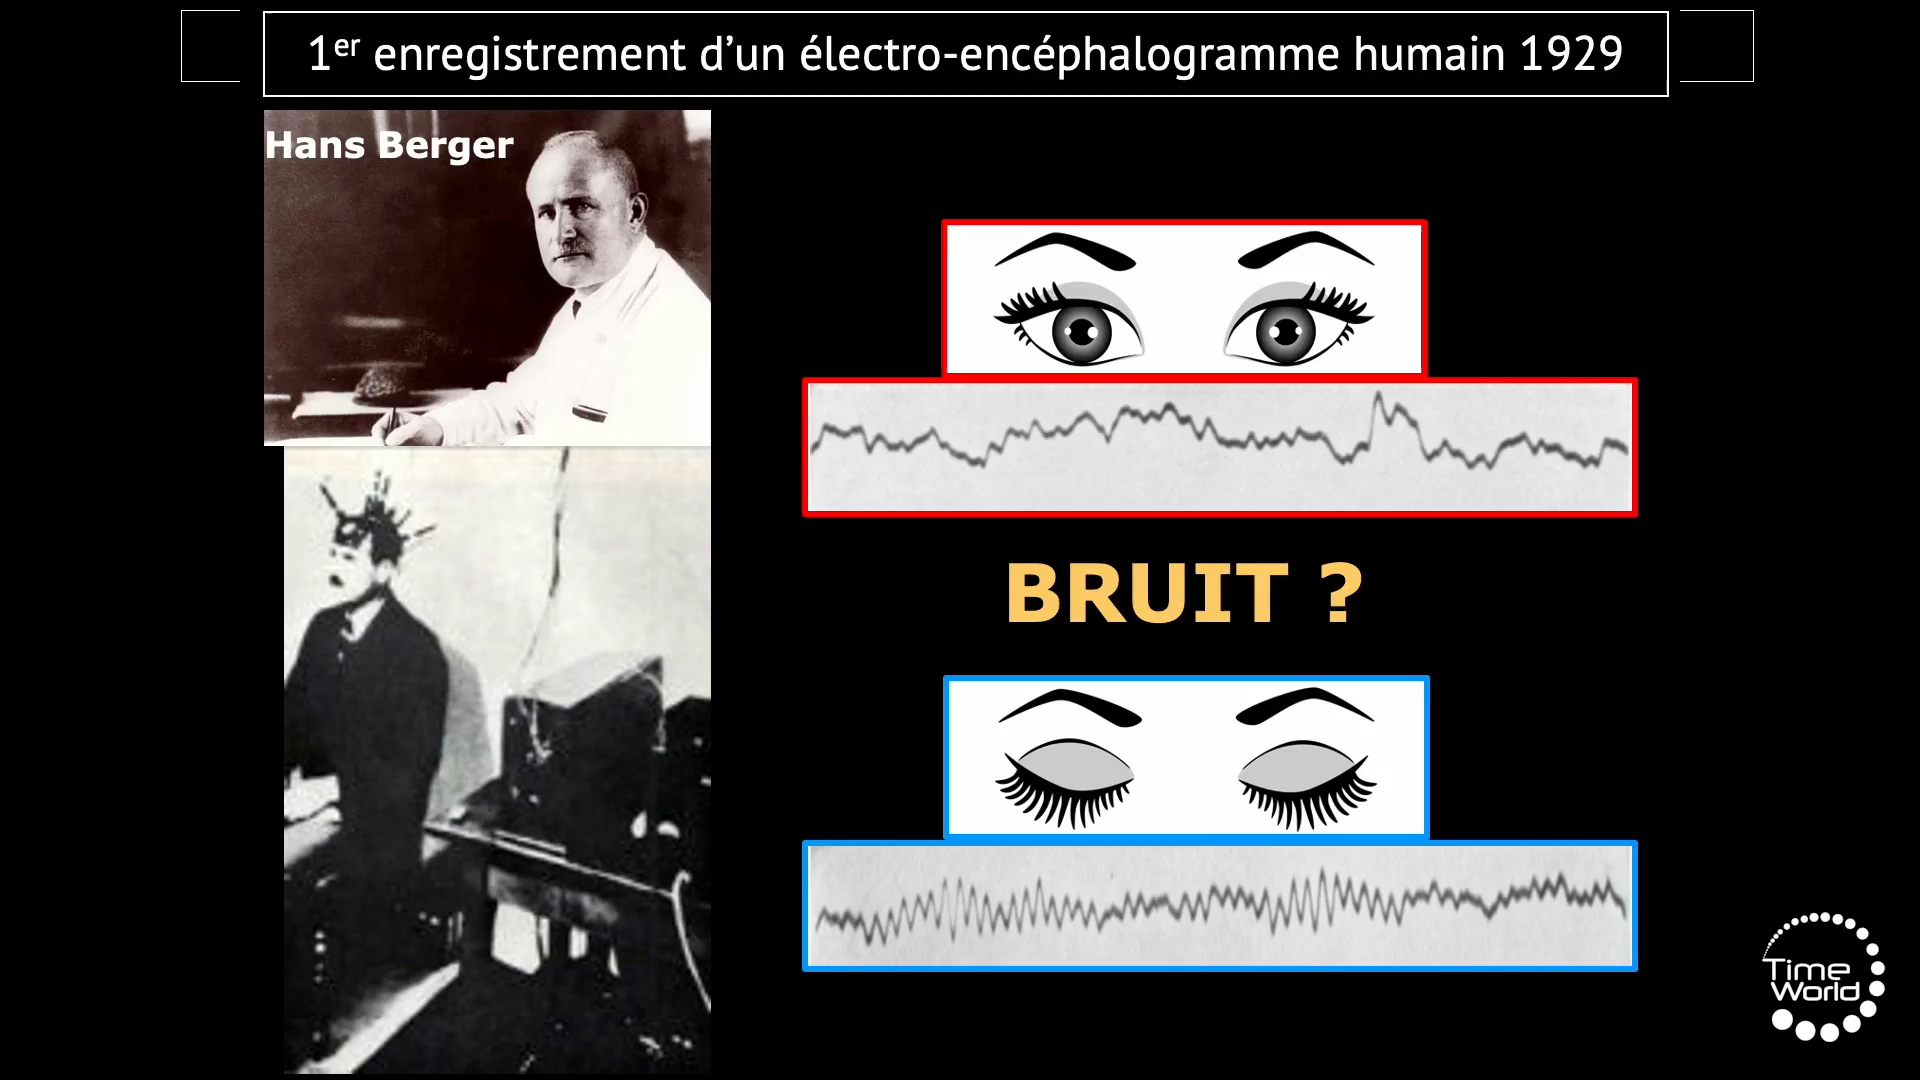 1er enregistrement d’un électro-encéphalogramme humain 1929
Hans Berger
BRUIT ?
Time
World